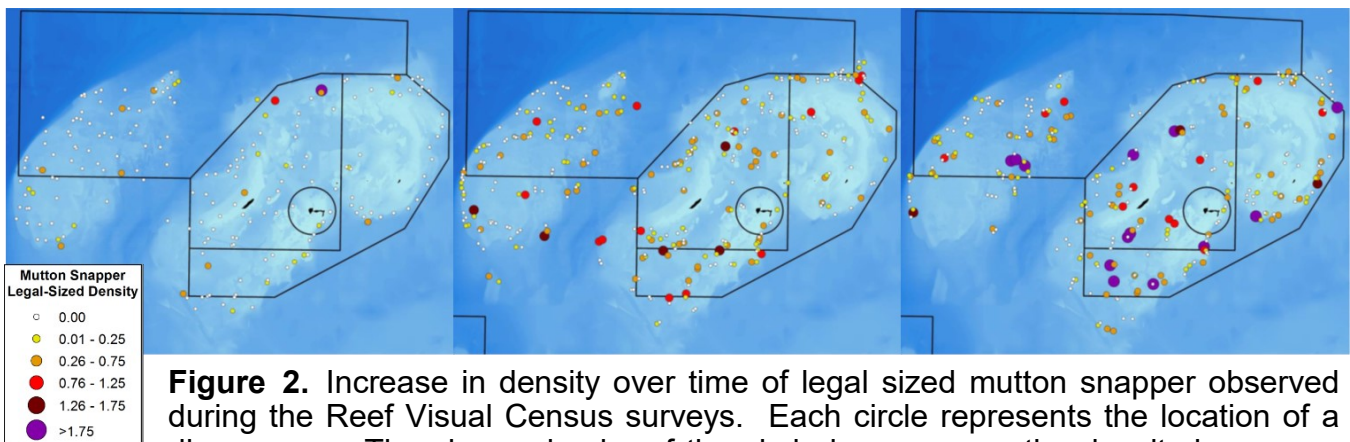 Mutton Snapper
Legal-Sized Density
0.00
0.01 - 0.25
0.26 - 0.75
0.76 - 1.25
1.26 - 1.75
>1.75
Figure 2. Increase in density over time of legal sized mutton snapper observed
during the Reef Visual Census surveys. Each circle represents the location of a